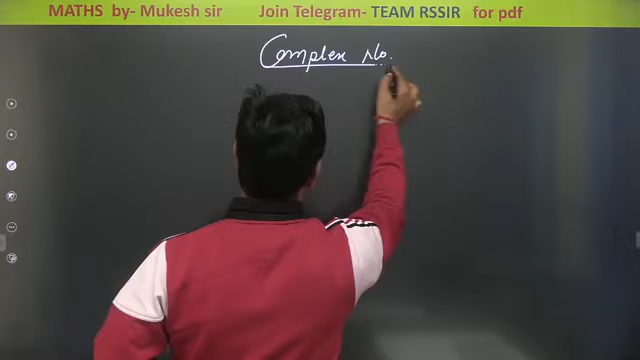 MATHS by- Mukesh sir Join Telegram- TEAM RSSIR for pdf
Complex No.